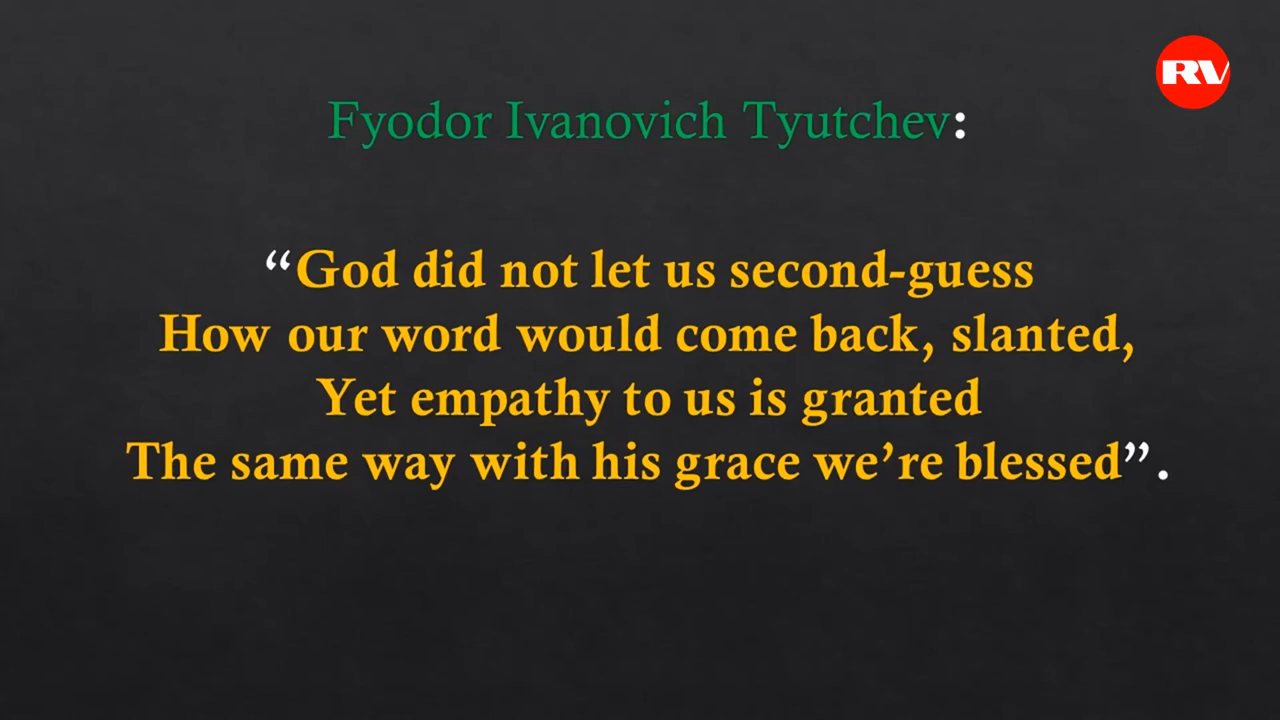 RV
Fyodor Ivanovich Tyutchev:
“God did not let us second-guess
How our word would come back, slanted,
Yet empathy to us is granted
The same way with his grace we’re blessed”.